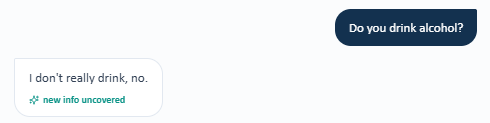 Do you drink alcohol?
I don't really drink, no.
new info uncovered